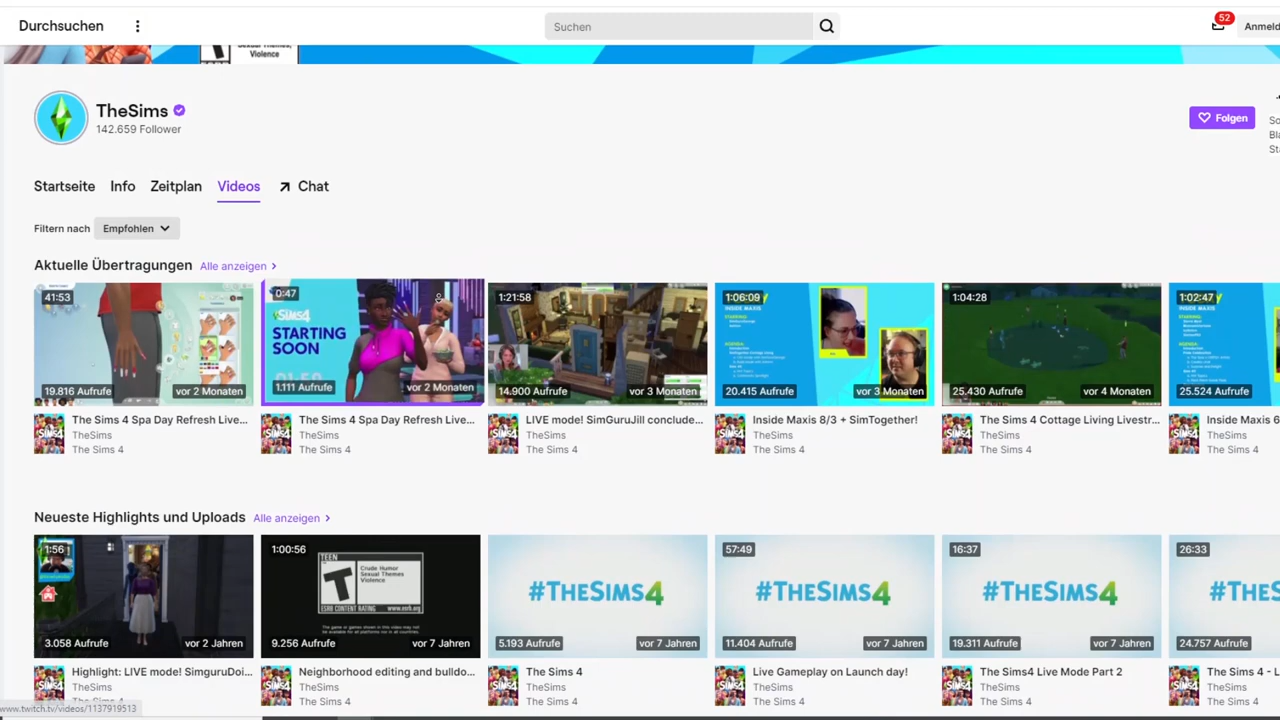 Durchsuchen
Suchen
52
Anmeld
Violence
TheSims
142.659 Follower
Folgen
Startseite Info Zeitplan Videos Chat
Filtern nach Empfohlen
Aktuelle Übertragungen Alle anzeigen
41:53
19.816 Aufrufe
vor 2 Monaten
The Sims 4 Spa Day Refresh Live...
TheSims
The Sims 4
0:47
SIMS4
STARTING
SOON
1.111 Aufrufe
vor 2 Monaten
The Sims 4 Spa Day Refresh Live...
TheSims
The Sims 4
1:21:58
14.900 Aufrufe
vor 3 Monaten
LIVE mode! SimGuruJill conclude...
TheSims
The Sims 4
1:06:09
INSIDE MAXIS
20.415 Aufrufe
vor 3 Monaten
Inside Maxis 8/3 + SimTogether!
TheSims
The Sims 4
1:04:28
25.430 Aufrufe
vor 4 Monaten
The Sims 4 Cottage Living Livestr...
TheSims
The Sims 4
1:02:47
INSIDE MAXIS
25.524 Aufrufe
Inside Maxis 6
TheSims
The Sims 4
Neueste Highlights und Uploads Alle anzeigen
1:56
3.058 Aufrufe
vor 2 Jahren
Highlight: LIVE mode! SimguruDoi...
TheSims
The Sims 4
1:00:56
TEEN
T
Crude Humor
Sexual Themes
Violence
ESRB CONTENT RATING www.esrb.org
9.256 Aufrufe
vor 7 Jahren
Neighborhood editing and bulldo...
TheSims
The Sims 4
#THESIMS4
5.193 Aufrufe
vor 7 Jahren
The Sims 4
TheSims
The Sims 4
57:49
#THESIMS4
11.404 Aufrufe
vor 7 Jahren
Live Gameplay on Launch day!
TheSims
The Sims 4
16:37
#THESIMS4
19.311 Aufrufe
vor 7 Jahren
The Sims4 Live Mode Part 2
TheSims
The Sims 4
26:33
#THES
24.757 Aufrufe
The Sims 4 - L
TheSims
The Sims 4
www.twitch.tv/videos/1137919513